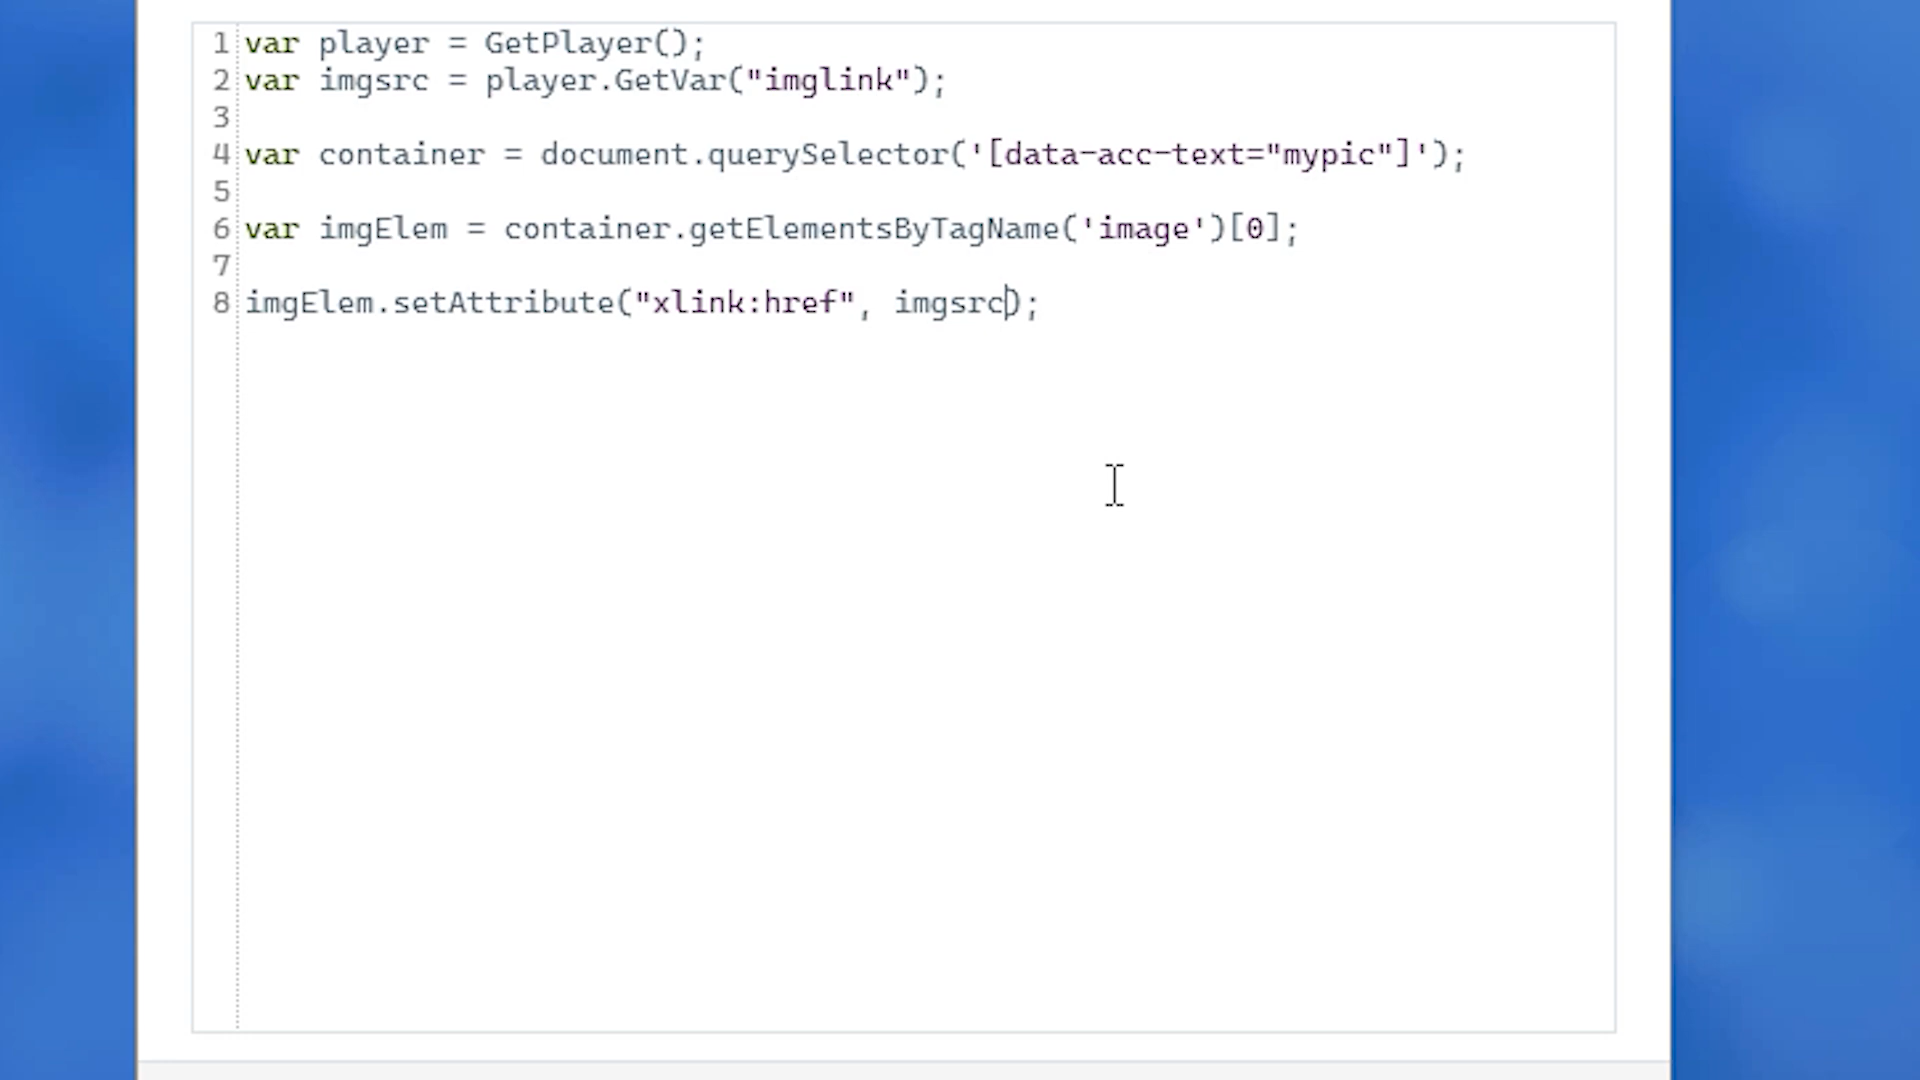 1 var player = GetPlayer();
2 var imgsrc = player.GetVar("imglink");
3
4 var container = document.querySelector('[data-acc-text="mypic"]');
5
6 var imgElem = container.getElementsByTagName('image')[0];
7
8 imgElem.setAttribute("xlink:href", imgsrc);